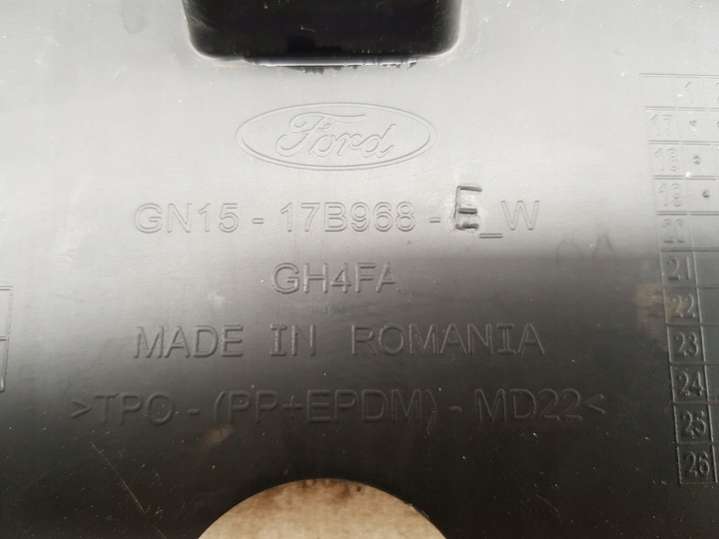 Ford
GN15 - 17B968 - E_W
GH4FA
MADE IN ROMANIA
>TPO - (PP+EPDM) - MD22<
1
17
18
19
20
21
22
23
24
25
26